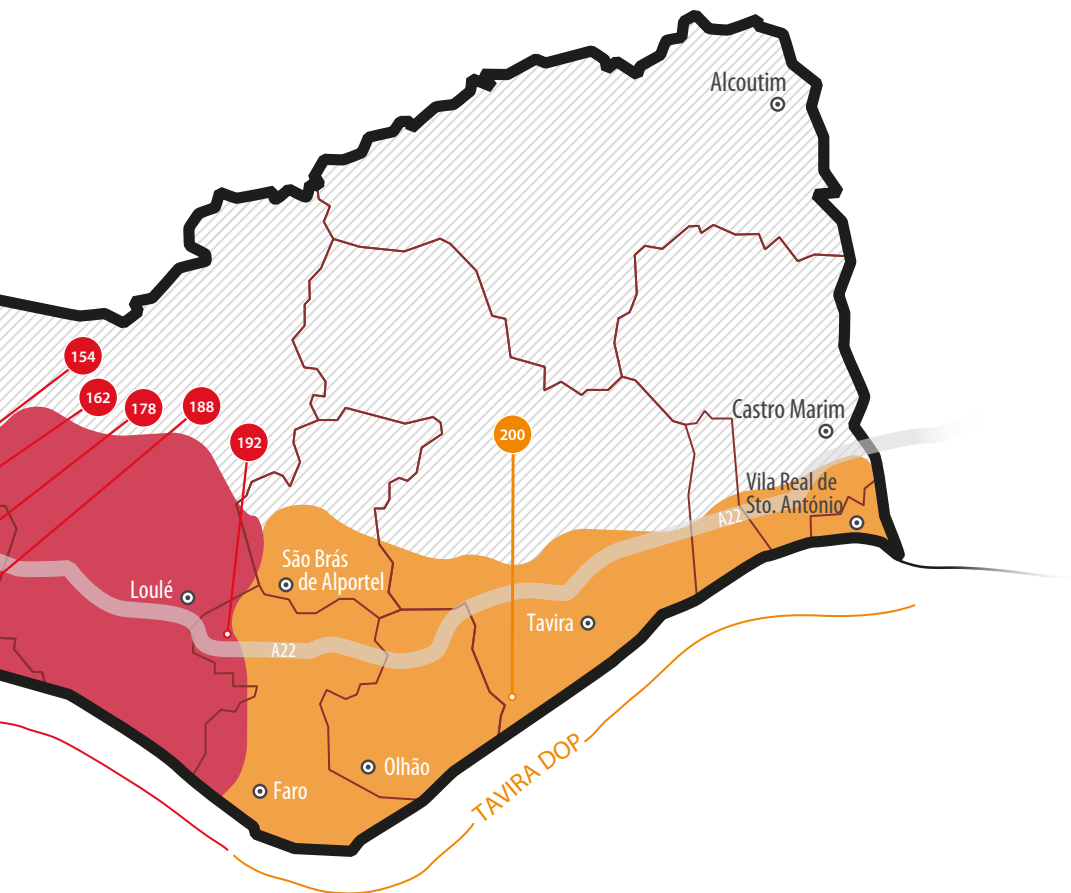 Alcoutim
154
162
178
188
192
200
Castro Marim
Vila Real de
Sto. António
A22
São Brás
de Alportel
Loulé
Tavira
A22
Olhão
Faro
TAVIRA DOP